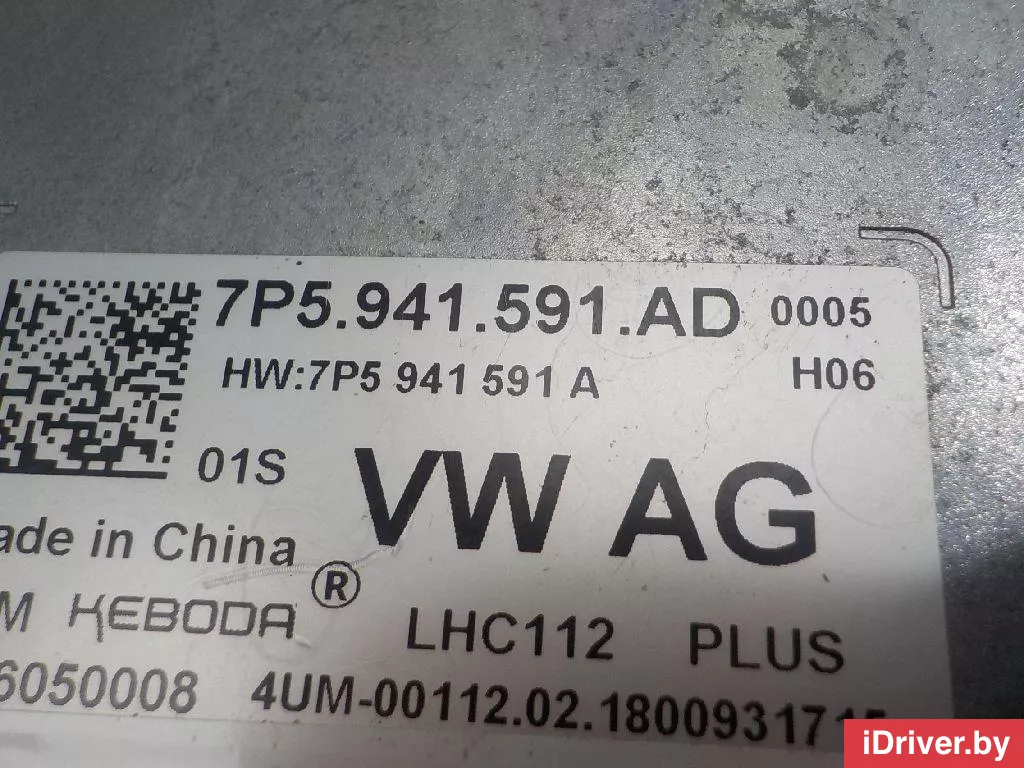 7P5.941.591.AD 0005
HW:7P5 941 591 A H06
01S
VW AG
ade in China
M KEBODA ®
LHC112 PLUS
6050008 4UM-00112.02.1800931715
iDriver.by